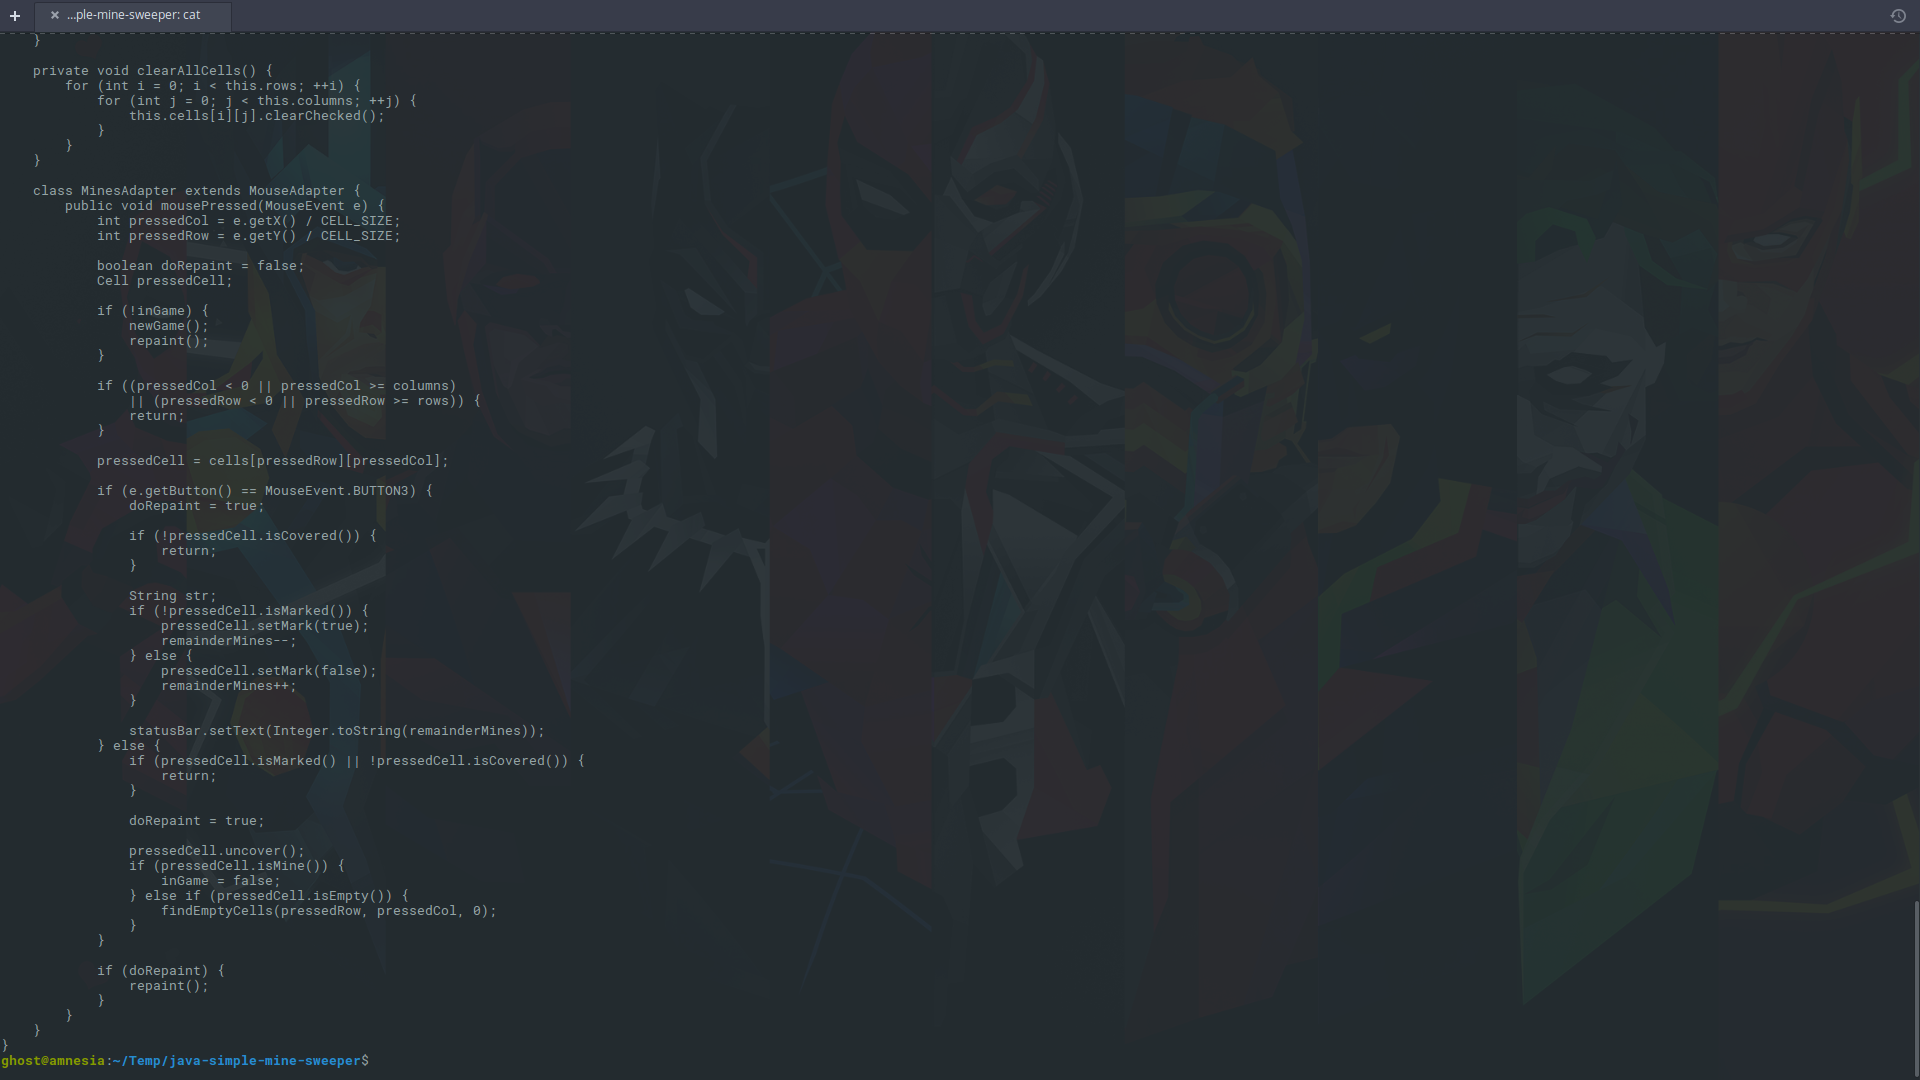 + × ...ple-mine-sweeper: cat
    }

    private void clearAllCells() {
        for (int i = 0; i < this.rows; ++i) {
            for (int j = 0; j < this.columns; ++j) {
                this.cells[i][j].clearChecked();
            }
        }
    }

    class MinesAdapter extends MouseAdapter {
        public void mousePressed(MouseEvent e) {
            int pressedCol = e.getX() / CELL_SIZE;
            int pressedRow = e.getY() / CELL_SIZE;

            boolean doRepaint = false;
            Cell pressedCell;

            if (!inGame) {
                newGame();
                repaint();
            }

            if ((pressedCol < 0 || pressedCol >= columns)
                || (pressedRow < 0 || pressedRow >= rows)) {
                return;
            }

            pressedCell = cells[pressedRow][pressedCol];

            if (e.getButton() == MouseEvent.BUTTON3) {
                doRepaint = true;

                if (!pressedCell.isCovered()) {
                    return;
                }

                String str;
                if (!pressedCell.isMarked()) {
                    pressedCell.setMark(true);
                    remainderMines--;
                } else {
                    pressedCell.setMark(false);
                    remainderMines++;
                }

                statusBar.setText(Integer.toString(remainderMines));
            } else {
                if (pressedCell.isMarked() || !pressedCell.isCovered()) {
                    return;
                }

                doRepaint = true;

                pressedCell.uncover();
                if (pressedCell.isMine()) {
                    inGame = false;
                } else if (pressedCell.isEmpty()) {
                    findEmptyCells(pressedRow, pressedCol, 0);
                }
            }

            if (doRepaint) {
                repaint();
            }
        }
    }
}
ghost@amnesia:~/Temp/java-simple-mine-sweeper$